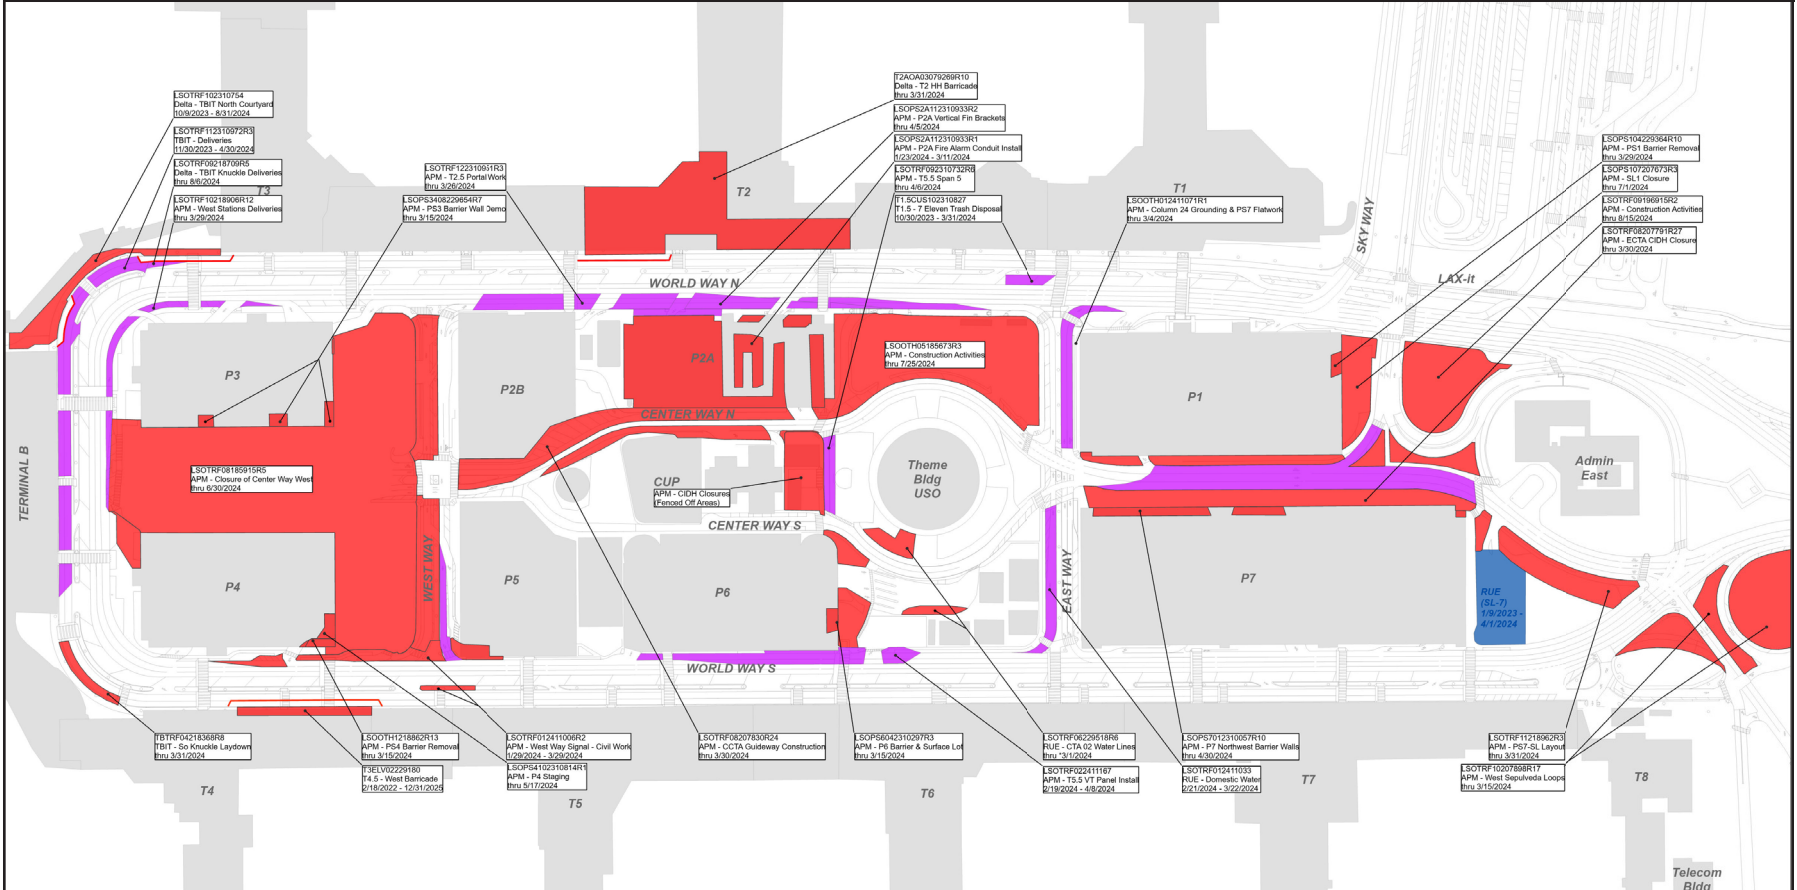 LSOTRF102310754
Delta - TBIT North Courtyard
10/9/2023 - 8/31/2024
LSOTRF112310972R3
TBIT - Deliveries
11/30/2023 - 4/30/2024
LSOTRF09218709R5
Delta - TBIT Knuckle Deliveries
thru 8/6/2024
LSOTRF10218906R12
APM - West Stations Deliveries
thru 3/29/2024
T3
LSOTRF122310951R3
APM - T2.5 Portal Work
thru 3/26/2024
LSOPS3408229654R7
APM - PS3 Barrier Wall Demo
thru 3/15/2024
T2AOA03079269R10
Delta - T2 HH Barricade
thru 3/31/2024
LSOPS2A112310933R2
APM - P2A Vertical Fin Brackets
thru 4/5/2024
LSOPS2A112310933R1
APM - P2A Fire Alarm Conduit Install
1/23/2024 - 3/11/2024
LSOTRF092310732R6
APM - T5.5 Span 5
thru 4/6/2024
T1.5CUS102310827
T1.5 - 7 Eleven Trash Disposal
10/30/2023 - 3/31/2024
T2
T1
LSOOTH012411071R1
APM - Column 24 Grounding & PS7 Flatwork
thru 3/4/2024
LSOPS104229364R10
APM - PS1 Barrier Removal
thru 3/29/2024
LSOPS107207673R3
APM - SL1 Closure
thru 7/1/2024
LSOTRF09196915R2
APM - Construction Activities
thru 8/15/2024
LSOTRF08207791R27
APM - ECTA CIDH Closure
thru 3/30/2024
SKY WAY
LAX-it
WORLD WAY N
P3
P2B
P2A
LSOOTH05185673R3
APM - Construction Activities
thru 7/25/2024
P1
CENTER WAY N
TERMINAL B
LSOTRF08185915R5
APM - Closure of Center Way West
thru 6/30/2024
CUP
APM - CIDH Closures
(Fenced Off Areas)
Theme
Bldg
USO
Admin
East
CENTER WAY S
WEST WAY
EAST WAY
P4
P5
P6
P7
RUE
(SL-7)
1/9/2023 -
4/1/2024
WORLD WAY S
TBTRF04218368R8
TBIT - So Knuckle Laydown
thru 3/31/2024
LSOOTH1218862R13
APM - PS4 Barrier Removal
thru 3/15/2024
T3ELV02229180
T4.5 - West Barricade
2/18/2022 - 12/31/2025
LSOTRF012411006R2
APM - West Way Signal - Civil Work
1/29/2024 - 3/29/2024
LSOPS4102310814R1
APM - P4 Staging
thru 5/17/2024
LSOTRF08207830R24
APM - CCTA Guideway Construction
thru 3/30/2024
LSOPS6042310297R3
APM - P6 Barrier & Surface Lot
thru 3/15/2024
LSOTRF06229518R6
RUE - CTA 02 Water Lines
thru *3/1/2024
LSOTRF022411167
APM - T5.5 VT Panel Install
2/19/2024 - 4/8/2024
LSOPS7012310057R10
APM - P7 Northwest Barrier Walls
thru 4/30/2024
LSOTRF012411033
RUE - Domestic Water
2/21/2024 - 3/22/2024
LSOTRF11218962R3
APM - PS7-SL Layout
thru 3/31/2024
LSOTRF10207898R17
APM - West Sepulveda Loops
thru 3/15/2024
T4
T5
T6
T7
T8
Telecom
Bldg